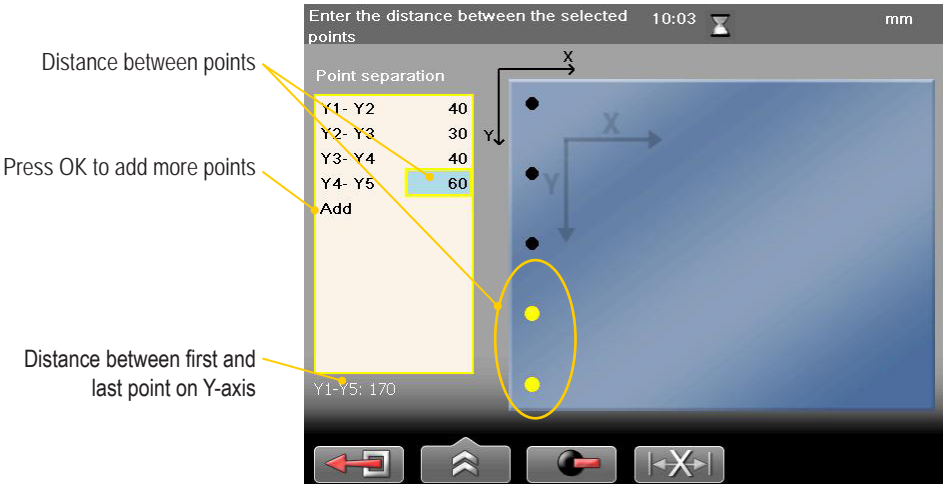 Enter the distance between the selected
points
10:03
mm
Distance between points
Point separation
X
Y
Y1- Y2 40
Y2- Y3 30
Y3- Y4 40
Y4- Y5 60
Add
Press OK to add more points
X
Y
Distance between first and
last point on Y-axis
Y1-Y5: 170
X